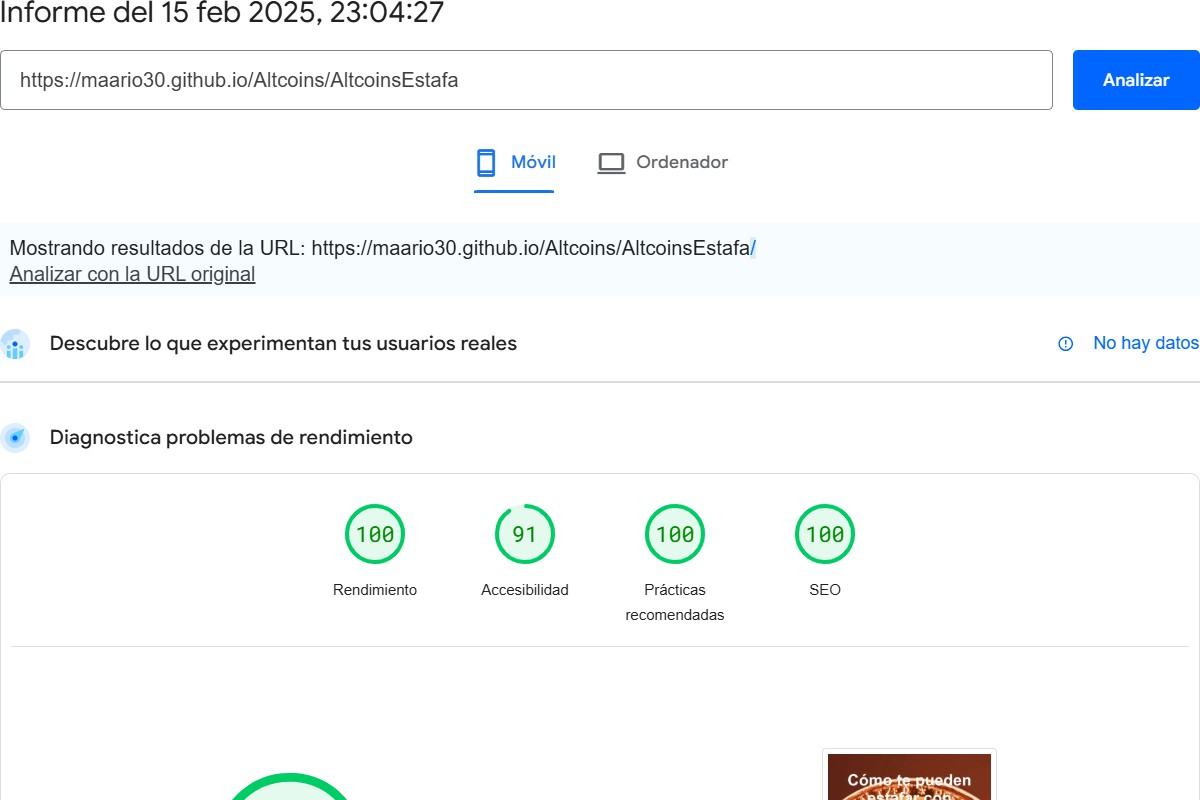 Informe del 15 feb 2025, 23:04:27
https://maario30.github.io/Altcoins/AltcoinsEstafa
Analizar
Móvil
Ordenador
Mostrando resultados de la URL: https://maario30.github.io/Altcoins/AltcoinsEstafa/
Analizar con la URL original
Descubre lo que experimentan tus usuarios reales
No hay datos
Diagnostica problemas de rendimiento
100
91
100
100
Rendimiento
Accesibilidad
Prácticas
recomendadas
SEO
Cómo te pueden
estafar con